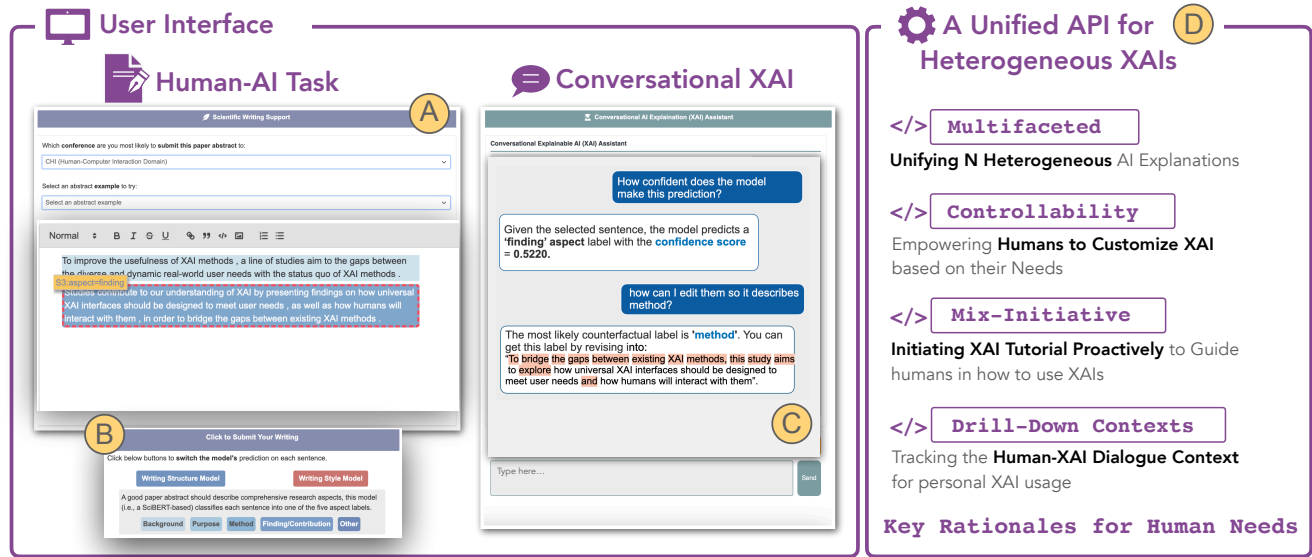 User Interface
Human-AI Task
A
Scientific Writing Support
Which conference are you most likely to submit this paper abstract to:
CHI (Human-Computer Interaction Domain)
Select an abstract example to try:
Select an abstract example
Normal
B I S U
To improve the usefulness of XAI methods , a line of studies aim to the gaps between
the diverse and dynamic real-world user needs with the status quo of XAI methods .
S3:aspect=finding
Studies contribute to our understanding of XAI by presenting findings on how universal
XAI interfaces should be designed to meet user needs , as well as how humans will
interact with them , in order to bridge the gaps between existing XAI methods .
B
Click to Submit Your Writing
Click below buttons to switch the model's prediction on each sentence.
Writing Structure Model
Writing Style Model
A good paper abstract should describe comprehensive research aspects, this model
(i.e., a SciBERT-based) classifies each sentence into one of the five aspect labels.
Background Purpose Method Finding/Contribution Other
Conversational XAI
Conversational AI Explaination (XAI) Assistant
Conversational Explainable AI (XAI) Assistant
How confident does the model
make this prediction?
Given the selected sentence, the model predicts a
'finding' aspect label with the confidence score
= 0.5220.
how can I edit them so it describes
method?
The most likely counterfactual label is 'method'. You can
get this label by revising into:
"To bridge the gaps between existing XAI methods, this study aims
to explore how universal XAI interfaces should be designed to
meet user needs and how humans will interact with them".
C
Type here...
Send
A Unified API for D
Heterogeneous XAIs
</> Multifaceted
Unifying N Heterogeneous AI Explanations
</> Controllability
Empowering Humans to Customize XAI
based on their Needs
</> Mix-Initiative
Initiating XAI Tutorial Proactively to Guide
humans in how to use XAIs
</> Drill-Down Contexts
Tracking the Human-XAI Dialogue Context
for personal XAI usage
Key Rationales for Human Needs